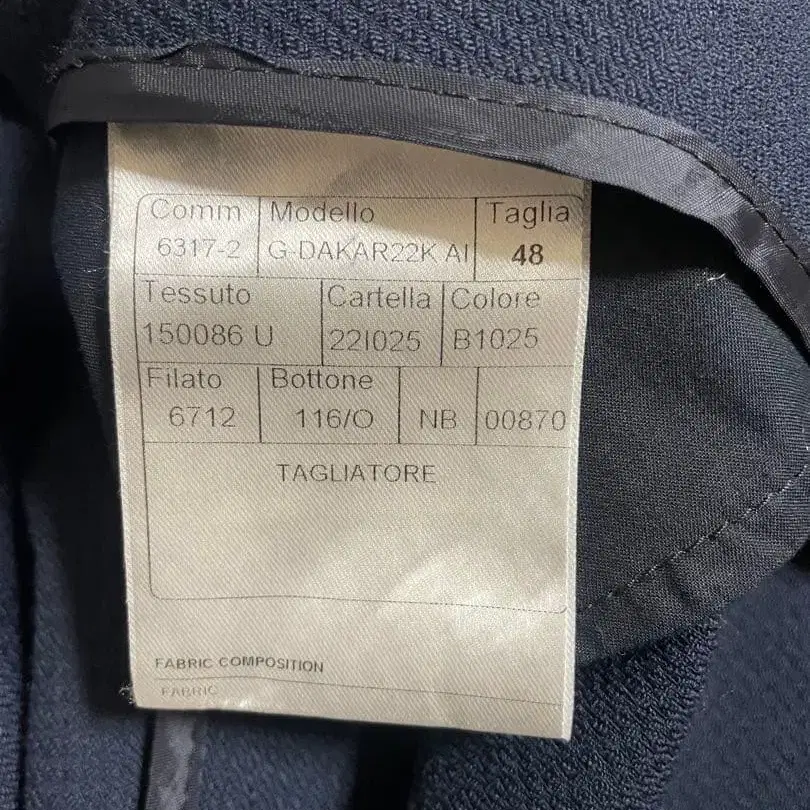 Comm Modello Taglia
6317-2 G-DAKAR22K AI 48
Tessuto Cartella Colore
150086 U 22I025 B1025
Filato Bottone
6712 116/O NB 00870
TAGLIATORE
FABRIC COMPOSITION
FABRIC